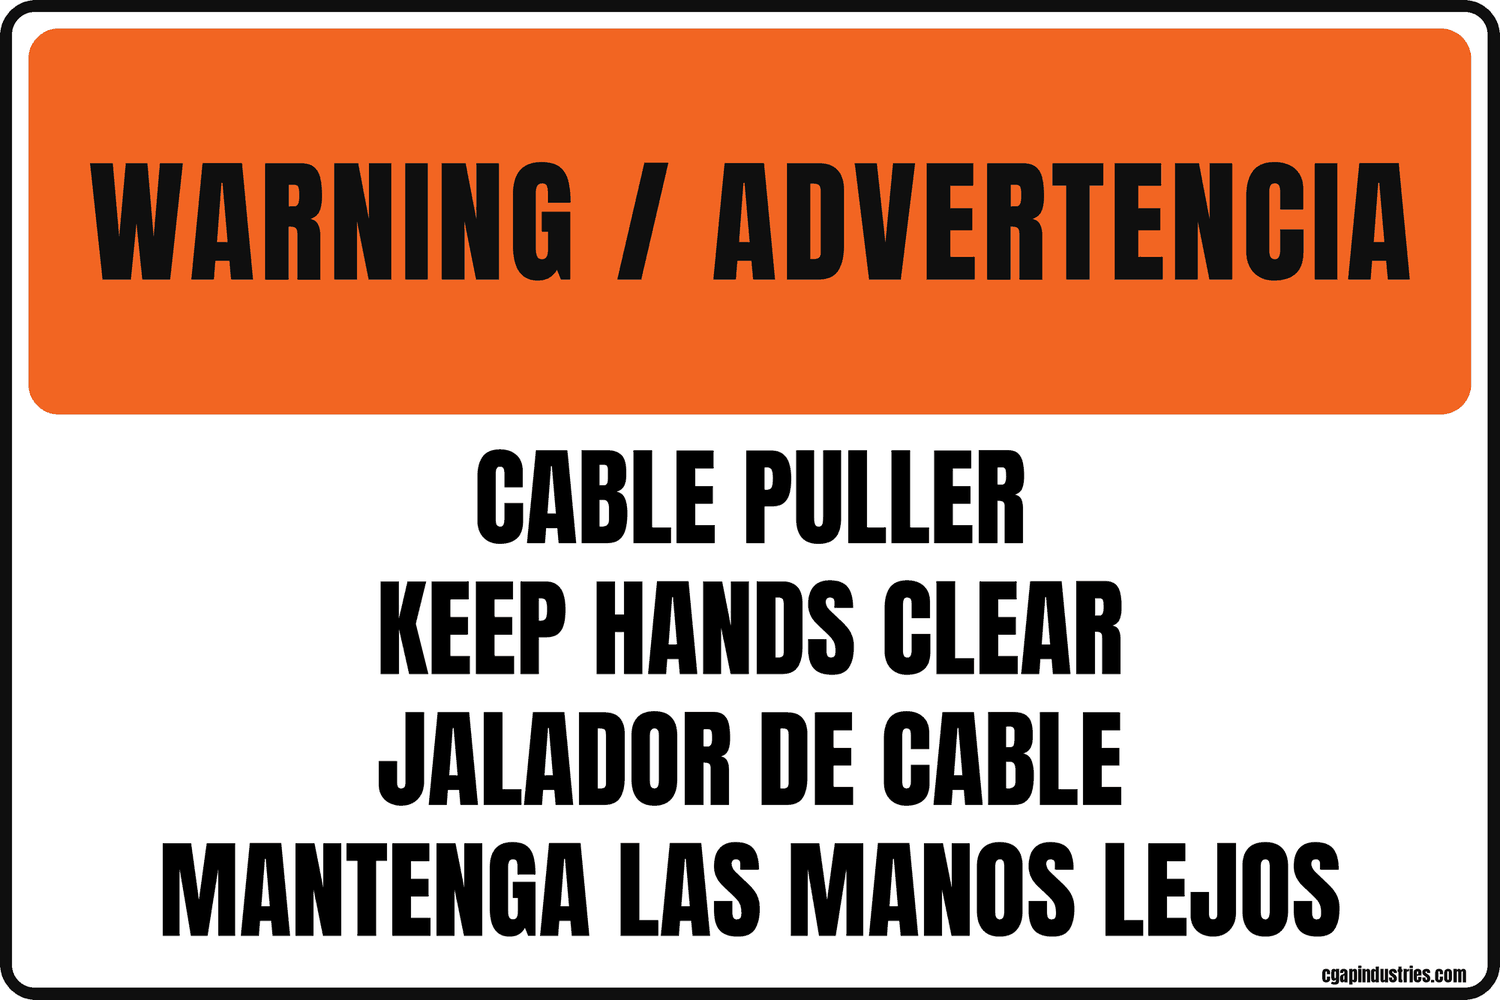 WARNING / ADVERTENCIA
CABLE PULLER
KEEP HANDS CLEAR
JALADOR DE CABLE
MANTENGA LAS MANOS LEJOS
cgapindustries.com